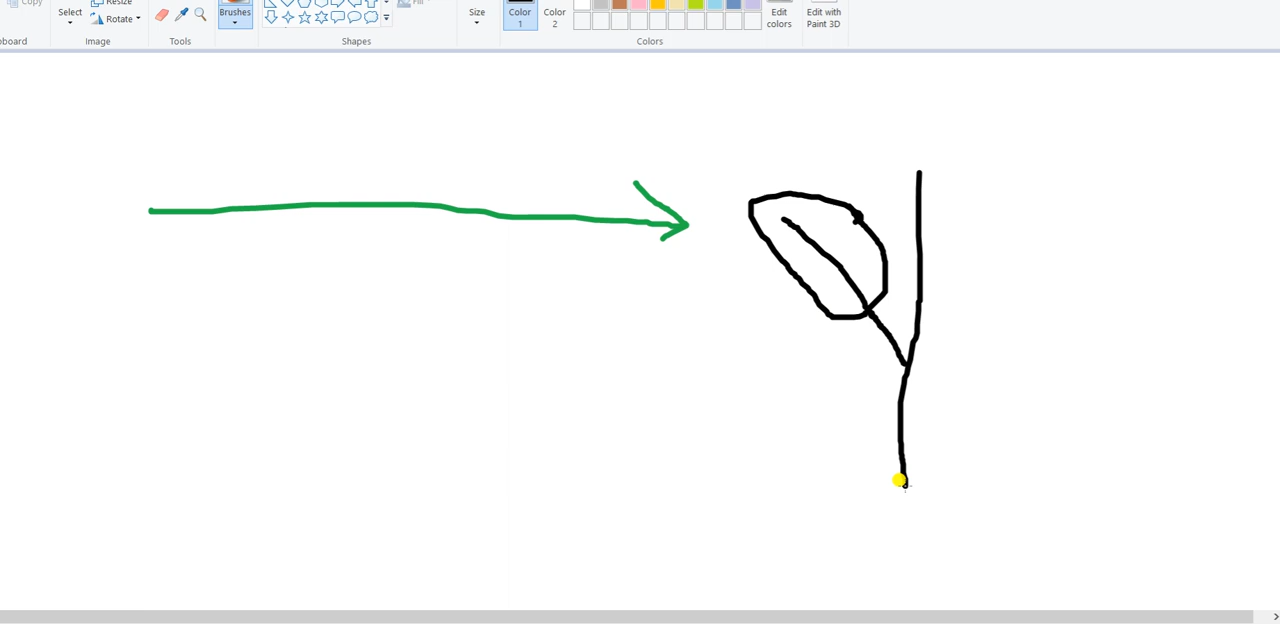 Copy
Resize
Select
Rotate
Brushes
Fill
Size
Color
1
Color
2
Edit
colors
Edit with
Paint 3D
Image
Tools
Shapes
Colors